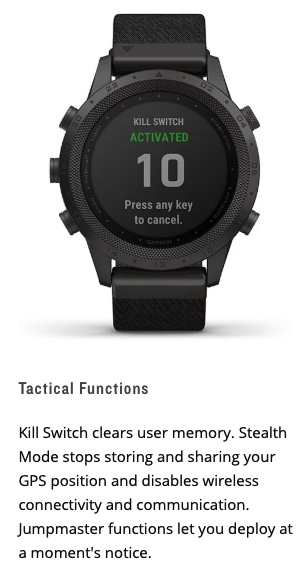 KILL SWITCH
ACTIVATED
10
Press any key
to cancel.
GARMIN
Tactical Functions
Kill Switch clears user memory. Stealth
Mode stops storing and sharing your
GPS position and disables wireless
connectivity and communication.
Jumpmaster functions let you deploy at
a moment's notice.